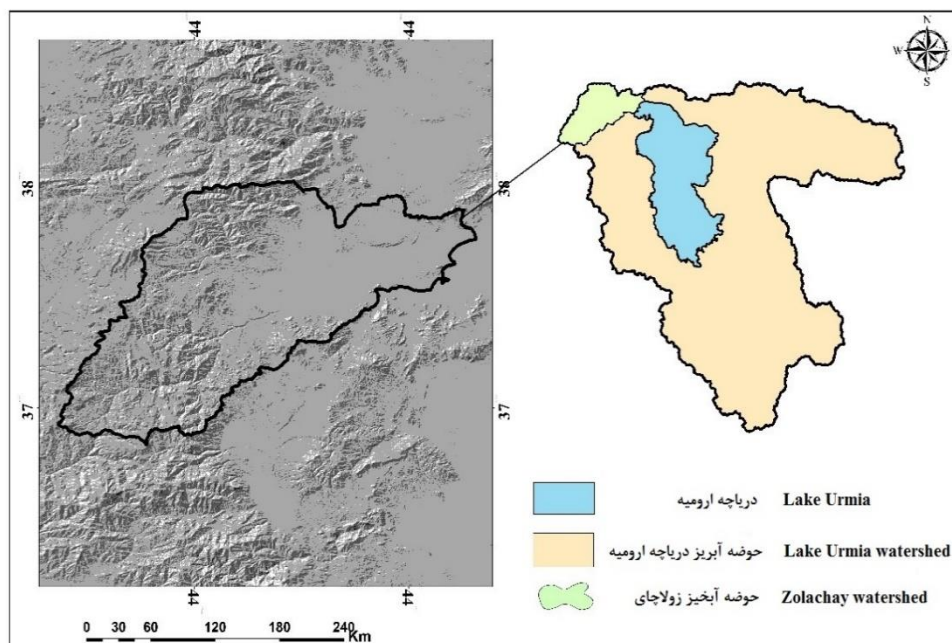 44 44
N
W E
S
38 38
37 37
44 44
0 30 60 120 180 240 Km
دریاچه ارومیه Lake Urmia
حوضه آبریز دریاچه ارومیه Lake Urmia watershed
حوضه آبخیز زولاچای Zolachay watershed